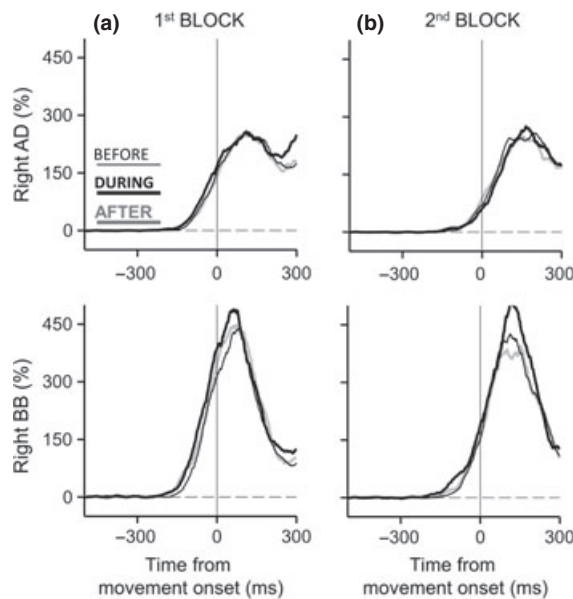 (a) 1st BLOCK (b) 2nd BLOCK
Right AD (%)
450
300
150
0
BEFORE
DURING
AFTER
−300 0 300 −300 0 300
Right BB (%)
450
300
150
0
−300 0 300 −300 0 300
Time from Time from
movement onset (ms) movement onset (ms)